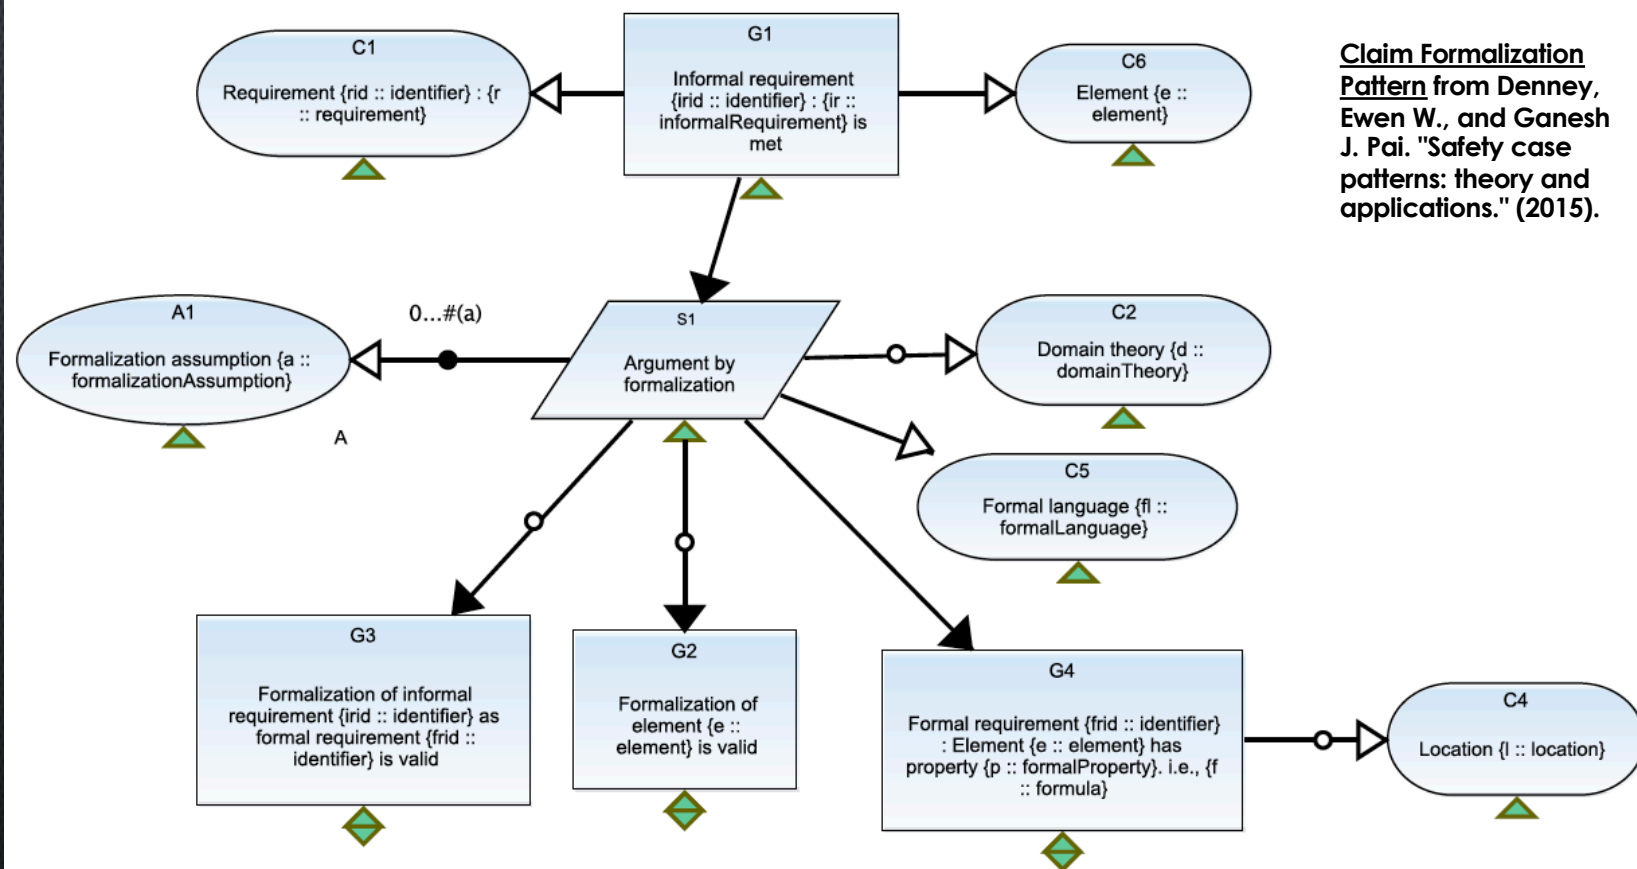 C1
Requirement {rid :: identifier} : {r
:: requirement}
G1
Informal requirement
{irid :: identifier} : {ir ::
informalRequirement} is
met
C6
Element {e ::
element}
Claim Formalization
Pattern from Denney,
Ewen W., and Ganesh
J. Pai. "Safety case
patterns: theory and
applications." (2015).
A1
Formalization assumption {a ::
formalizationAssumption}
A
0...#(a)
S1
Argument by
formalization
C2
Domain theory {d ::
domainTheory}
C5
Formal language {fl ::
formalLanguage}
G3
Formalization of informal
requirement {irid :: identifier} as
formal requirement {frid ::
identifier} is valid
G2
Formalization of
element {e ::
element} is valid
G4
Formal requirement {frid :: identifier}
: Element {e :: element} has
property {p :: formalProperty}. i.e., {f
:: formula}
C4
Location {l :: location}